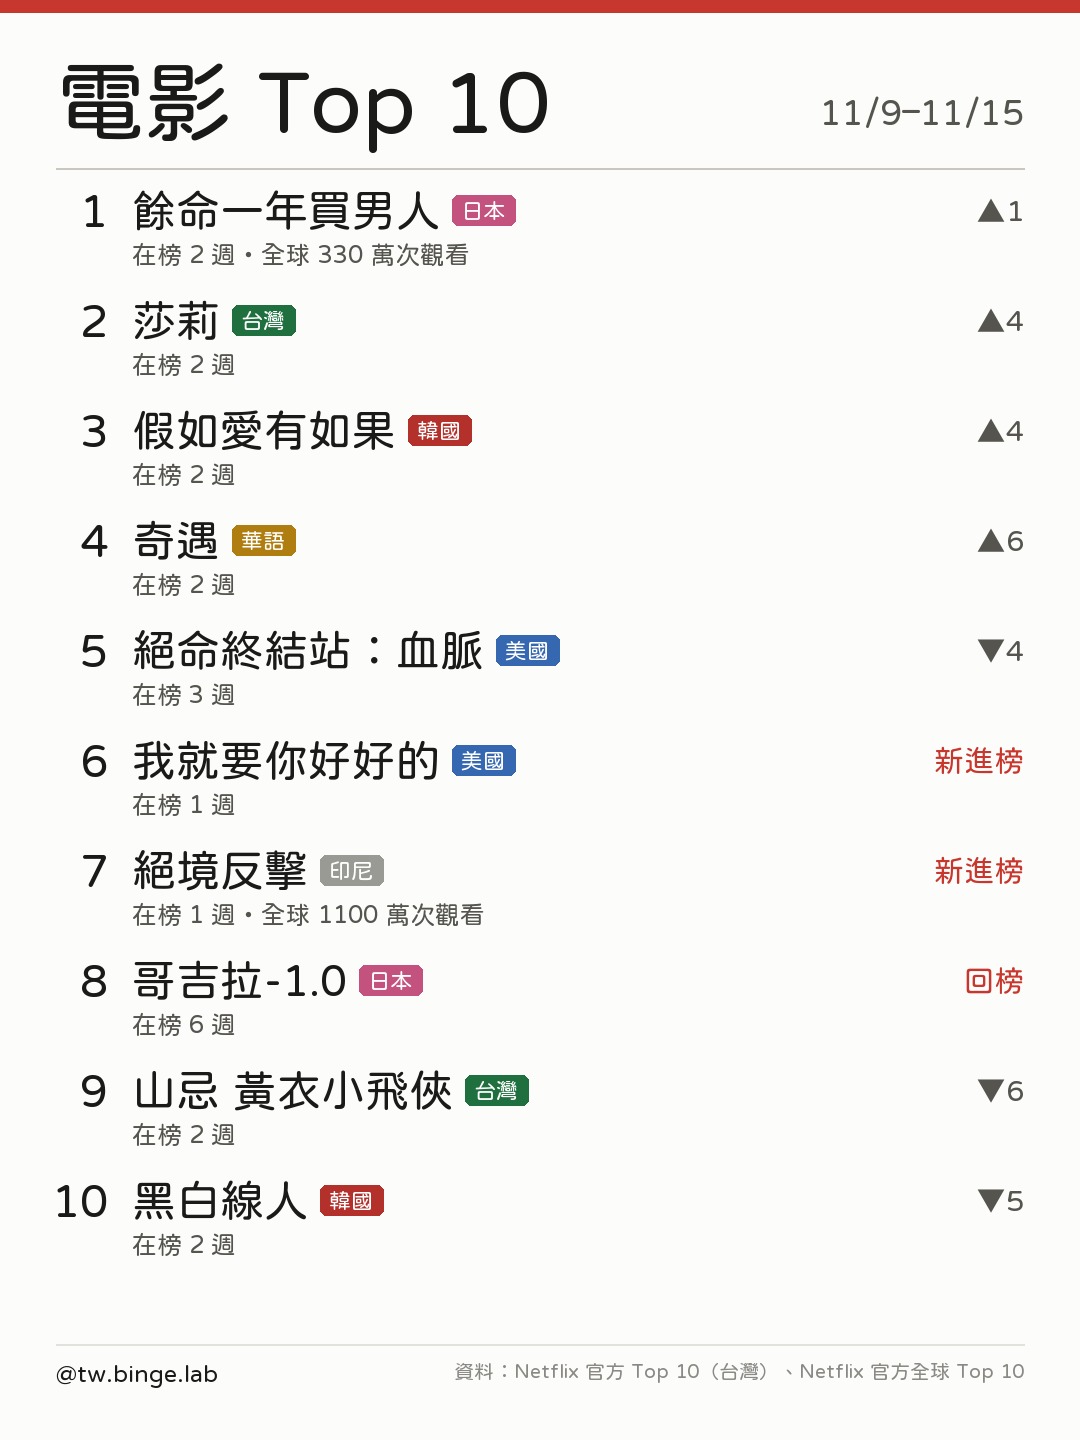 電影 Top 10
11/9–11/15
1 餘命一年買男人 日本 ▲1
在榜 2 週・全球 330 萬次觀看
2 莎莉 台灣 ▲4
在榜 2 週
3 假如愛有如果 韓國 ▲4
在榜 2 週
4 奇遇 華語 ▲6
在榜 2 週
5 絕命終結站：血脈 美國 ▼4
在榜 3 週
6 我就要你好好的 美國 新進榜
在榜 1 週
7 絕境反擊 印尼 新進榜
在榜 1 週・全球 1100 萬次觀看
8 哥吉拉-1.0 日本 回榜
在榜 6 週
9 山忌 黃衣小飛俠 台灣 ▼6
在榜 2 週
10 黑白線人 韓國 ▼5
在榜 2 週
@tw.binge.lab
資料：Netflix 官方 Top 10（台灣）、Netflix 官方全球 Top 10